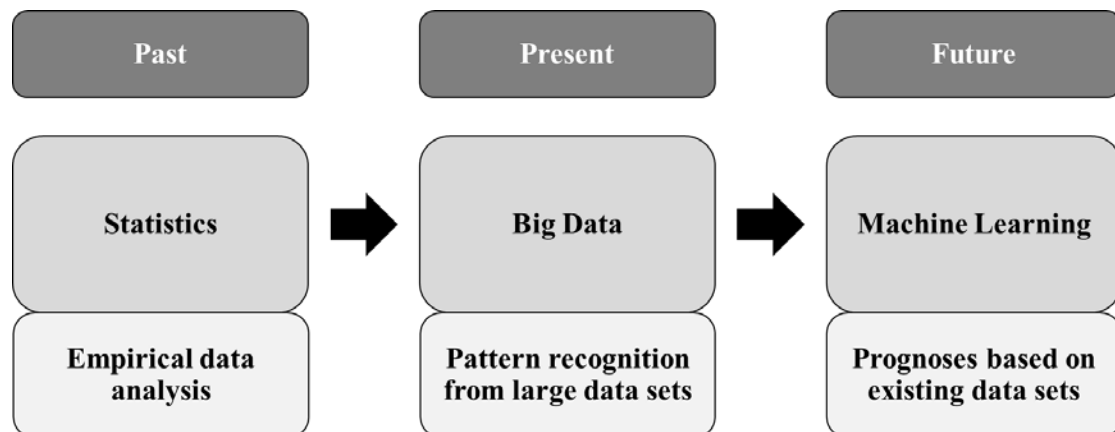 Past
Present
Future
Statistics
Big Data
Machine Learning
Empirical data
analysis
Pattern recognition
from large data sets
Prognoses based on
existing data sets